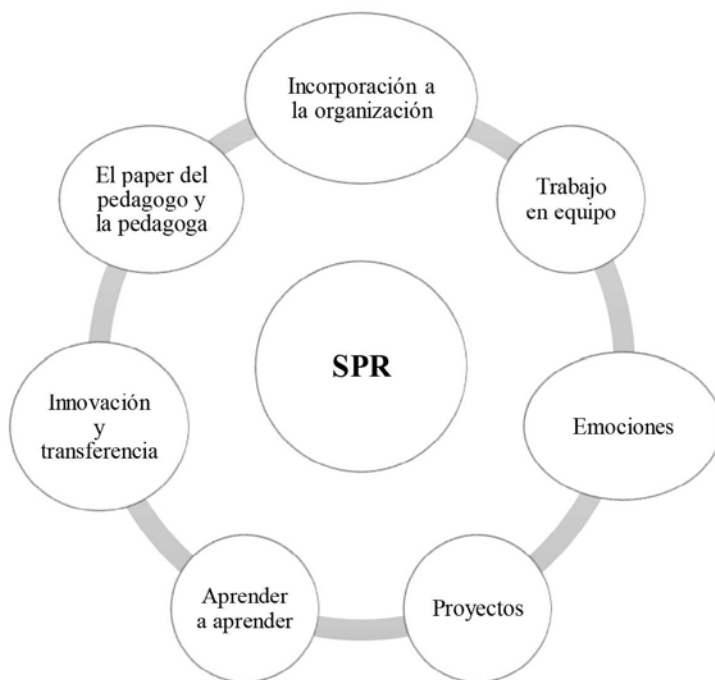 Incorporación a
la organización
Trabajo
en equipo
Emociones
Proyectos
Aprender
a aprender
Innovación
y
transferencia
El paper del
pedagogo y
la pedagoga
SPR